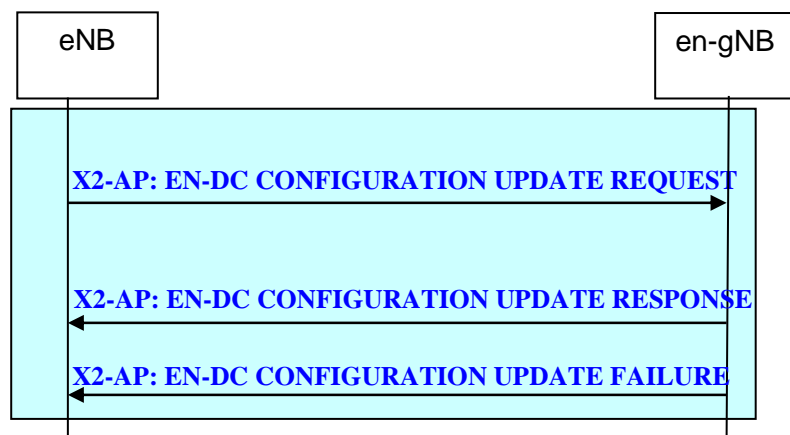 eNB
en-gNB
X2-AP: EN-DC CONFIGURATION UPDATE REQUEST
X2-AP: EN-DC CONFIGURATION UPDATE RESPONSE
X2-AP: EN-DC CONFIGURATION UPDATE FAILURE